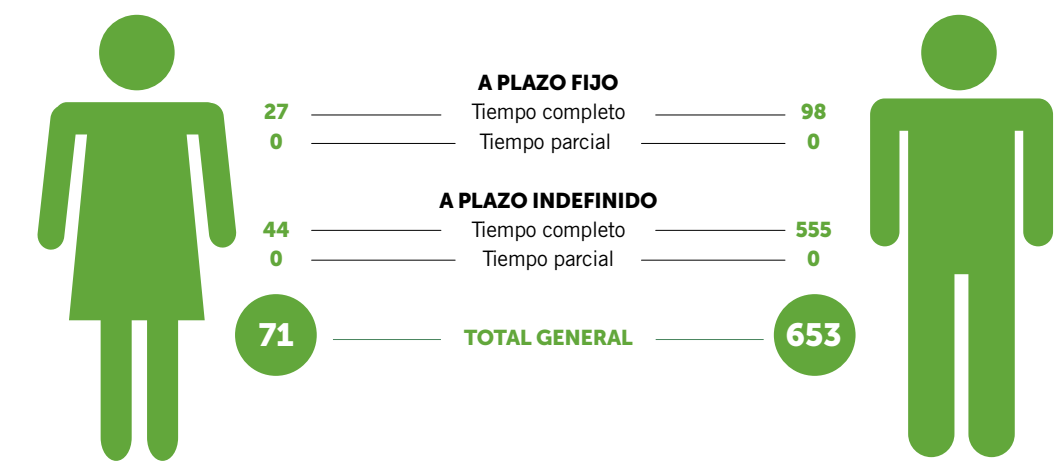 A PLAZO FIJO
27 Tiempo completo 98
0 Tiempo parcial 0
A PLAZO INDEFINIDO
44 Tiempo completo 555
0 Tiempo parcial 0
71 TOTAL GENERAL 653